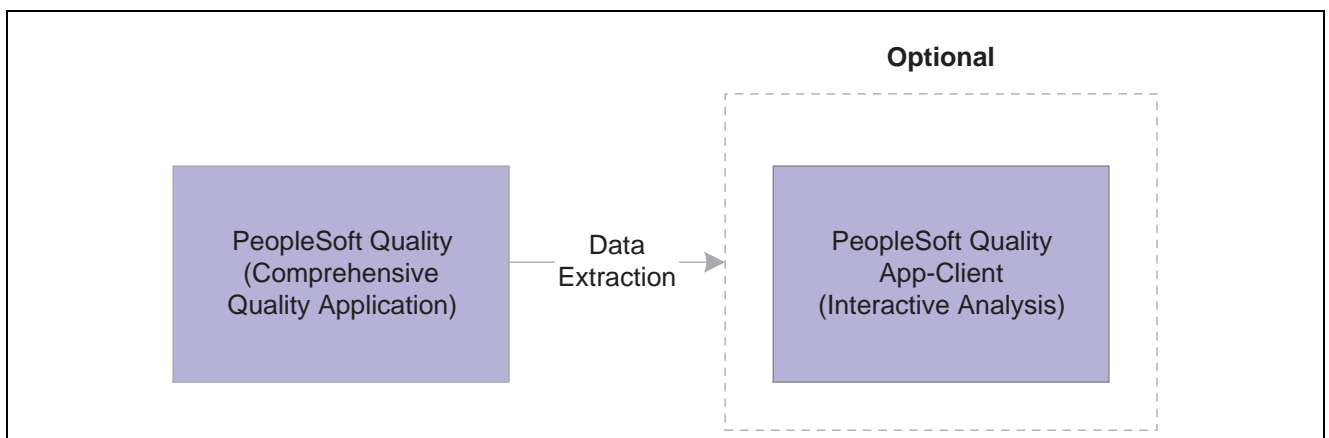 Optional
PeopleSoft Quality
(Comprehensive
Quality Application)
Data
Extraction
PeopleSoft Quality
App-Client
(Interactive Analysis)